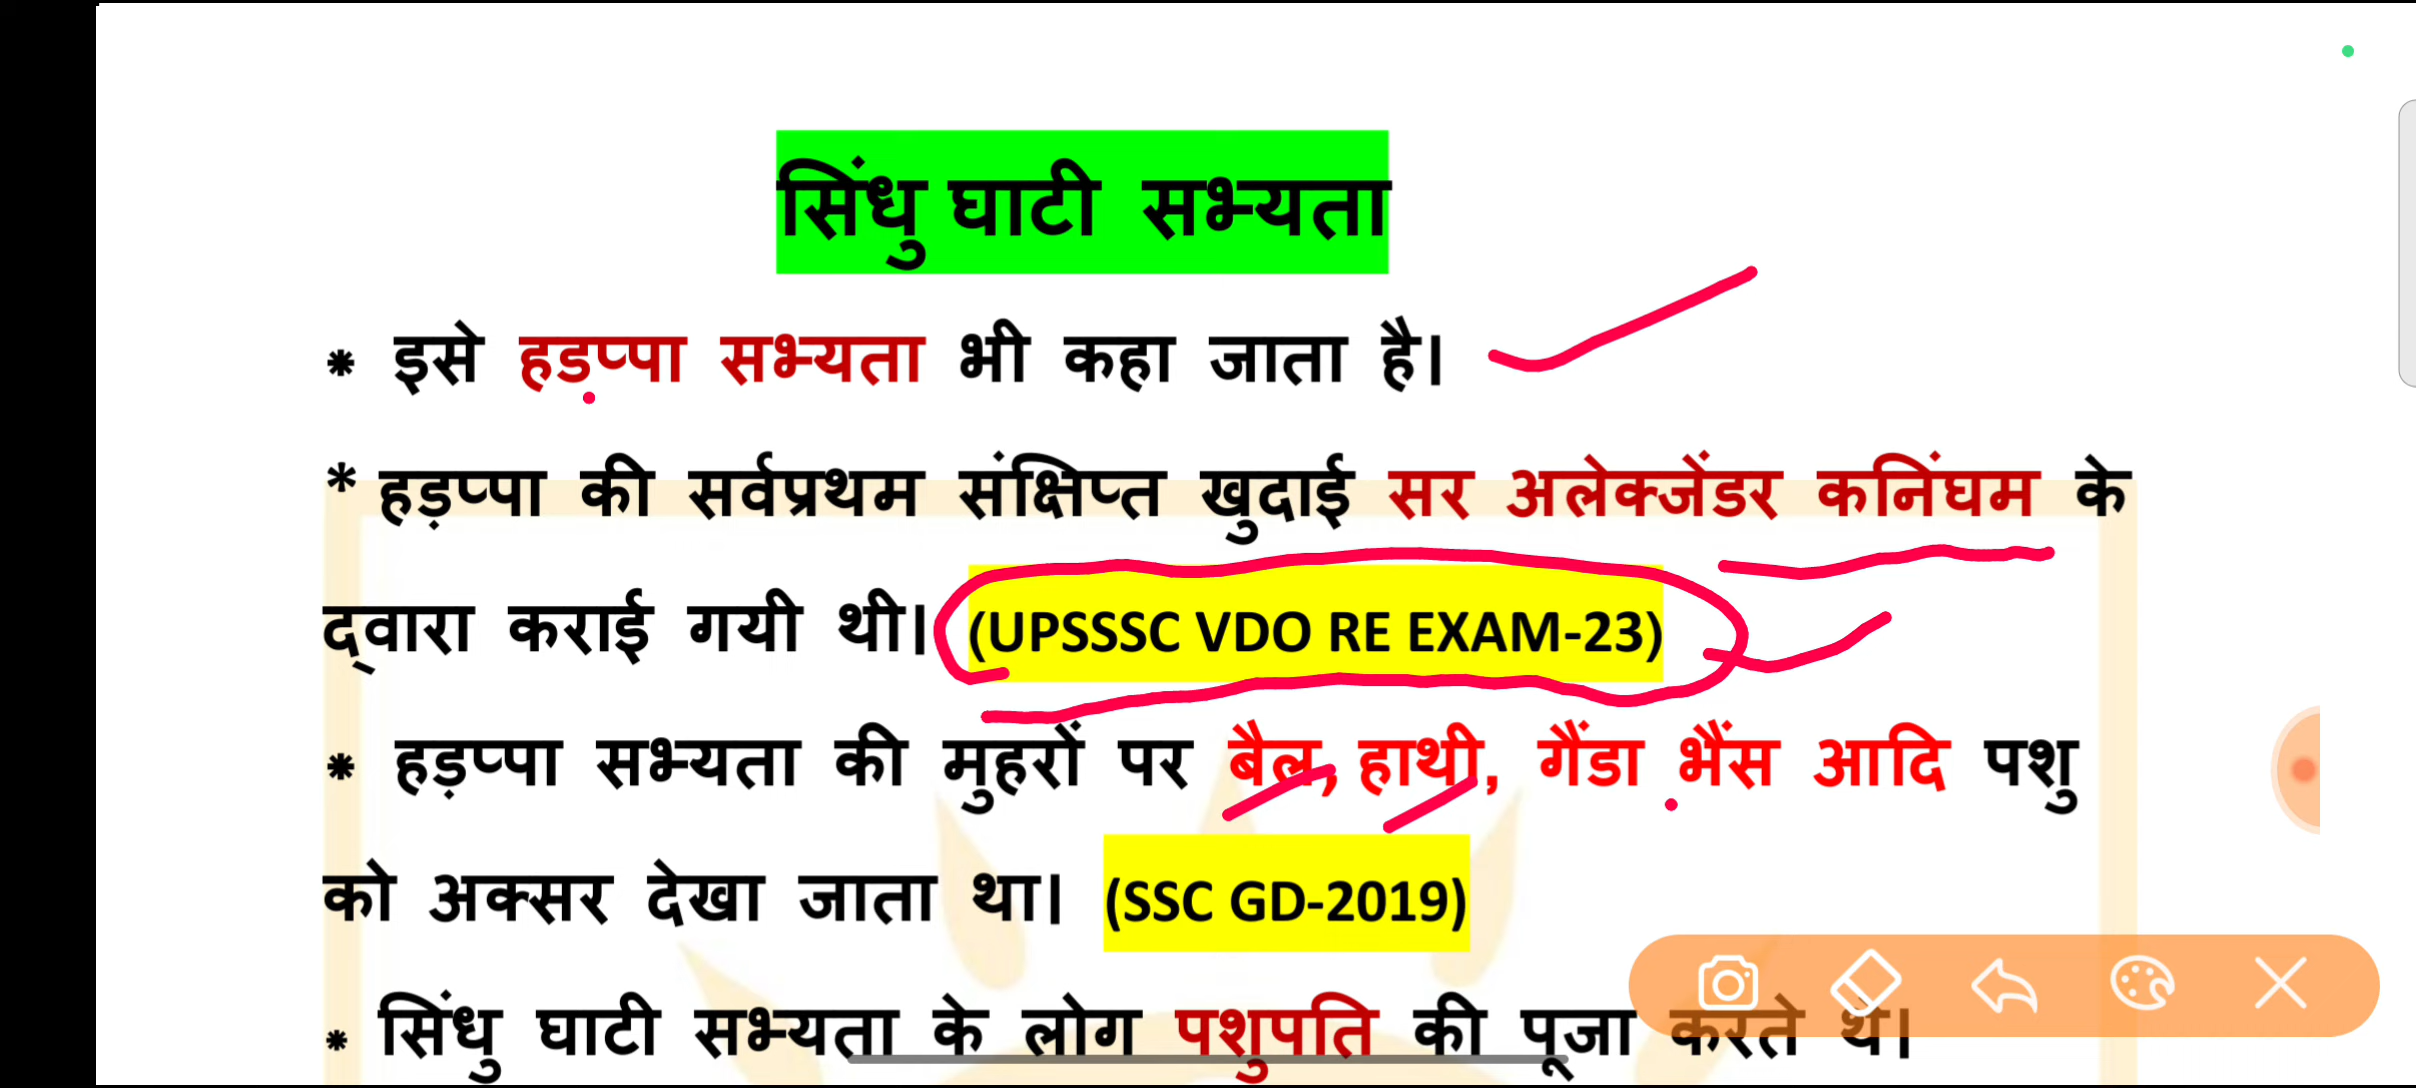 सिंधु घाटी सभ्यता
* इसे हड़प्पा सभ्यता भी कहा जाता है।
* हड़प्पा की सर्वप्रथम संक्षिप्त खुदाई सर अलेक्जेंडर कनिंघम के
द्वारा कराई गयी थी। (UPSSSC VDO RE EXAM-23)
* हड़प्पा सभ्यता की मुहरों पर बैल, हाथी, गैंडा भैंस आदि पशु
को अक्सर देखा जाता था। (SSC GD-2019)
* सिंधु घाटी सभ्यता के लोग पशुपति की पूजा करते थे।